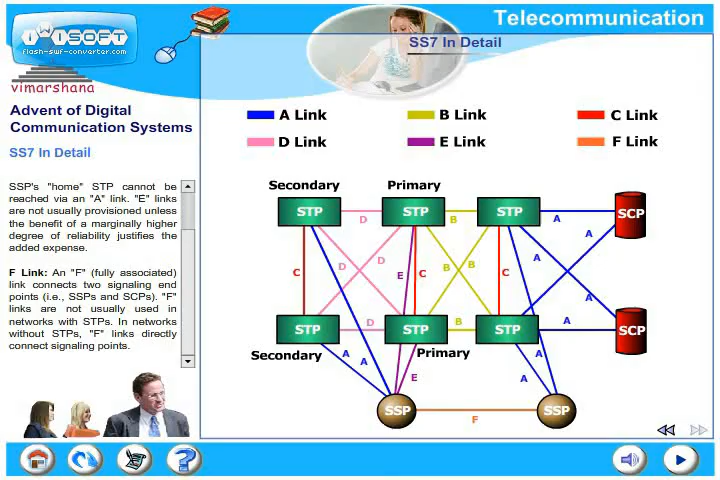 Telecommunication
iWiSOFT
flash-swf-converter.com
SS7 In Detail
vimarshana
Advent of Digital
Communication Systems
SS7 In Detail
SSP's "home" STP cannot be
reached via an "A" link. "E" links
are not usually provisioned unless
the benefit of a marginally higher
degree of reliability justifies the
added expense.
F Link: An "F" (fully associated)
link connects two signaling end
points (i.e., SSPs and SCPs). "F"
links are not usually used in
networks with STPs. In networks
without STPs, "F" links directly
connect signaling points.
A Link B Link C Link
D Link E Link F Link
Secondary Primary
STP D STP B STP A SCP
A
D D B B A
C E C C
A
STP D STP B STP A SCP
Secondary Primary
A A A
E A
SSP F SSP